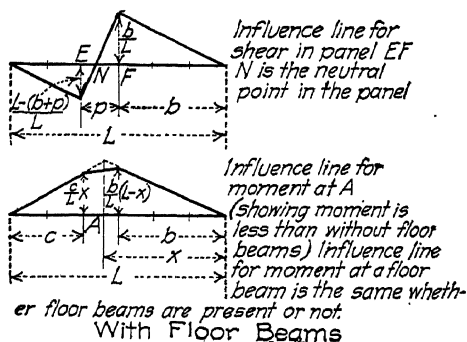 Influence line for
shear in panel EF
N is the neutral
point in the panel
b/L
E
N
F
L-(b+p)/L
p
b
L
Influence line for
moment at A
(showing moment is
less than without floor
beams) Influence line
for moment at a floor
beam is the same wheth-
er floor beams are present or not.
c/L x
b/L (L-x)
A
c
b
x
L
With Floor Beams